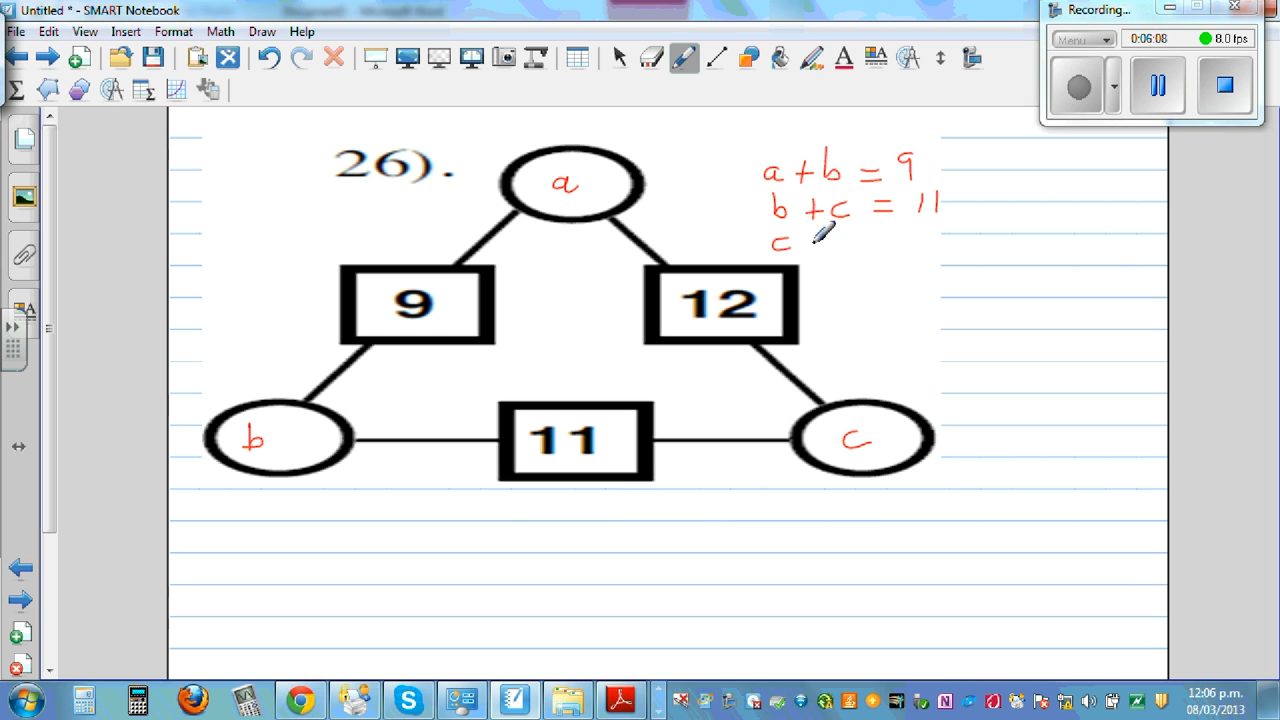 Untitled * - SMART Notebook
Recording...
File Edit View Insert Format Math Draw Help
Menu
0:06:08
8.0 fps
26).
a
a + b = 9
b + c = 11
c
9
12
b
11
c
12:06 p.m.
08/03/2013